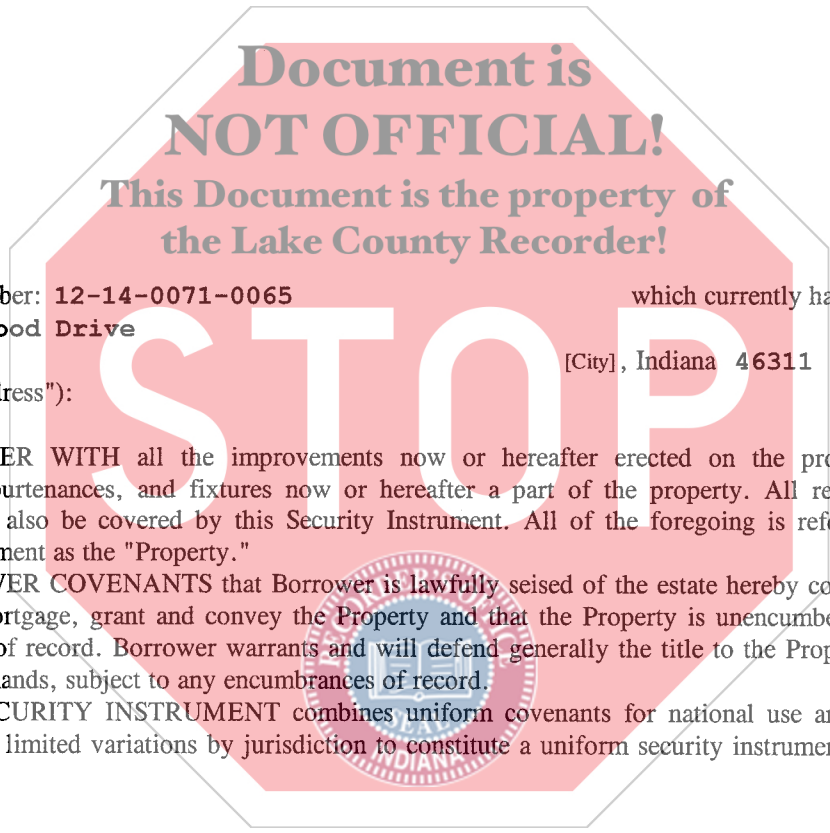 Document is
NOT OFFICIAL!
This Document is the property of
the Lake County Recorder!
ber: 12-14-0071-0065 which currently ha
ood Drive
[City], Indiana 46311
ress"):
STOP
ER WITH all the improvements now or hereafter erected on the pro
urtenances, and fixtures now or hereafter a part of the property. All re
also be covered by this Security Instrument. All of the foregoing is refe
ment as the "Property."
VER COVENANTS that Borrower is lawfully seised of the estate hereby co
ortgage, grant and convey the Property and that the Property is unencumbe
of record. Borrower warrants and will defend generally the title to the Prop
ands, subject to any encumbrances of record.
CURITY INSTRUMENT combines uniform covenants for national use an
limited variations by jurisdiction to constitute a uniform security instrumen
RECORDER'S OFFICE
SEAL
INDIANA